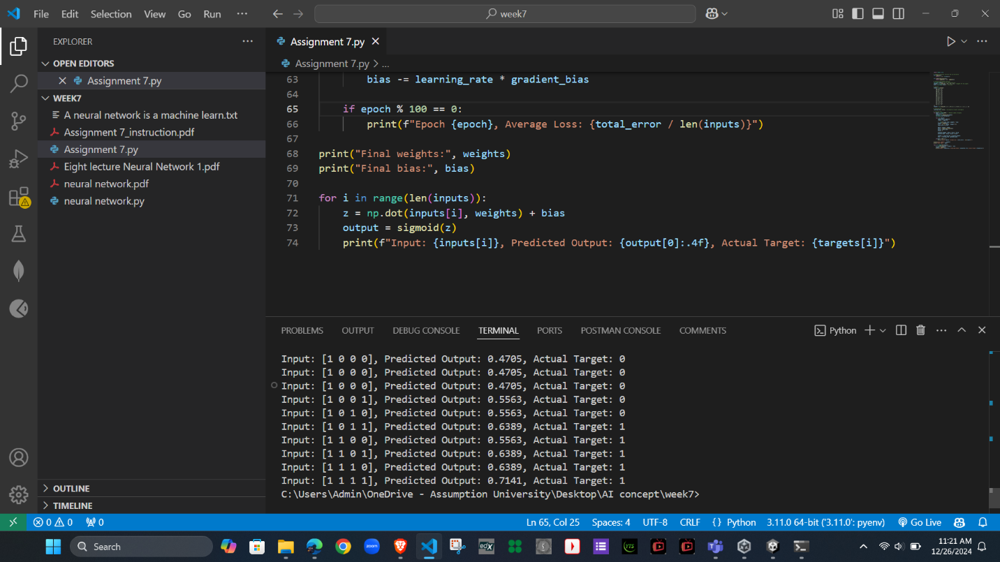 File Edit Selection View Go Run ···
week7
EXPLORER
OPEN EDITORS
Assignment 7.py
WEEK7
A neural network is a machine learn.txt
Assignment 7_instruction.pdf
Assignment 7.py
Eight lecture Neural Network 1.pdf
neural network.pdf
neural network.py
OUTLINE
TIMELINE
Assignment 7.py
Assignment 7.py > ...
63 bias -= learning_rate * gradient_bias
64
65 if epoch % 100 == 0:
66 print(f"Epoch {epoch}, Average Loss: {total_error / len(inputs)}")
67
68 print("Final weights:", weights)
69 print("Final bias:", bias)
70
71 for i in range(len(inputs)):
72 z = np.dot(inputs[i], weights) + bias
73 output = sigmoid(z)
74 print(f"Input: {inputs[i]}, Predicted Output: {output[0]:.4f}, Actual Target: {targets[i]}")
PROBLEMS OUTPUT DEBUG CONSOLE TERMINAL PORTS POSTMAN CONSOLE COMMENTS
Python
Input: [1 0 0 0], Predicted Output: 0.4705, Actual Target: 0
Input: [1 0 0 0], Predicted Output: 0.4705, Actual Target: 0
Input: [1 0 0 0], Predicted Output: 0.4705, Actual Target: 0
Input: [1 0 0 1], Predicted Output: 0.5563, Actual Target: 0
Input: [1 0 1 0], Predicted Output: 0.5563, Actual Target: 0
Input: [1 0 1 1], Predicted Output: 0.6389, Actual Target: 1
Input: [1 1 0 0], Predicted Output: 0.5563, Actual Target: 1
Input: [1 1 0 1], Predicted Output: 0.6389, Actual Target: 1
Input: [1 1 1 0], Predicted Output: 0.6389, Actual Target: 1
Input: [1 1 1 1], Predicted Output: 0.7141, Actual Target: 1
C:\Users\Admin\OneDrive - Assumption University\Desktop\AI concept\week7>
0 0 0 Ln 65, Col 25 Spaces: 4 UTF-8 CRLF {} Python 3.11.0 64-bit ('3.11.0': pyenv) Go Live
Search
zoom
edX
YTS
11:21 AM
12/26/2024